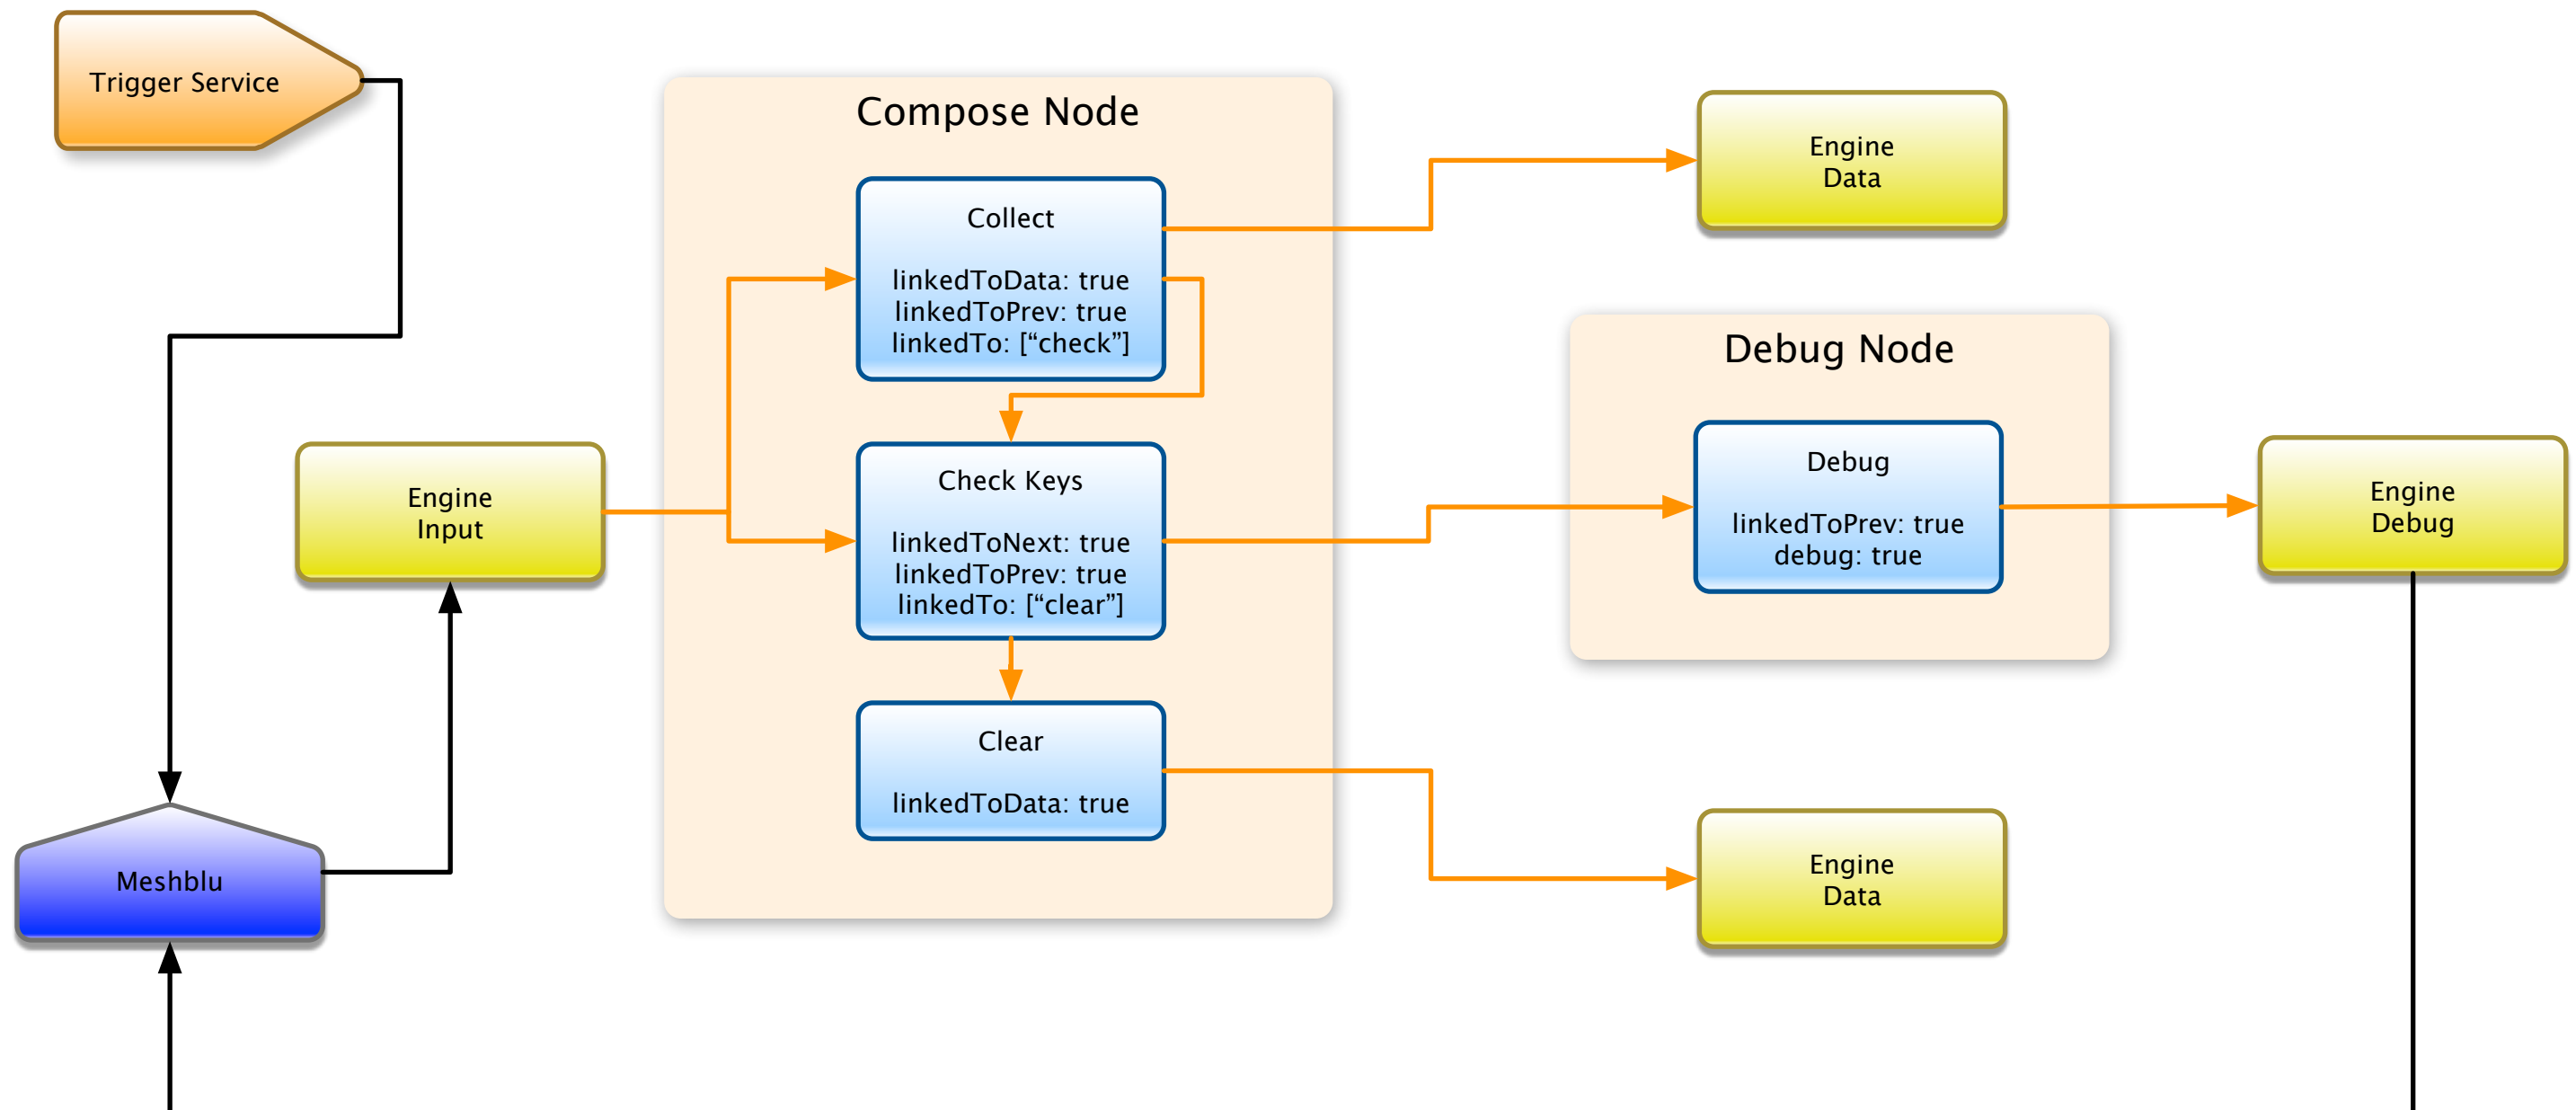 Trigger Service
Compose Node
Collect
linkedToData: true
linkedToPrev: true
linkedTo: [“check”]
Engine
Data
Debug Node
Engine
Input
Check Keys
linkedToNext: true
linkedToPrev: true
linkedTo: [“clear”]
Debug
linkedToPrev: true
debug: true
Engine
Debug
Clear
linkedToData: true
Meshblu
Engine
Data